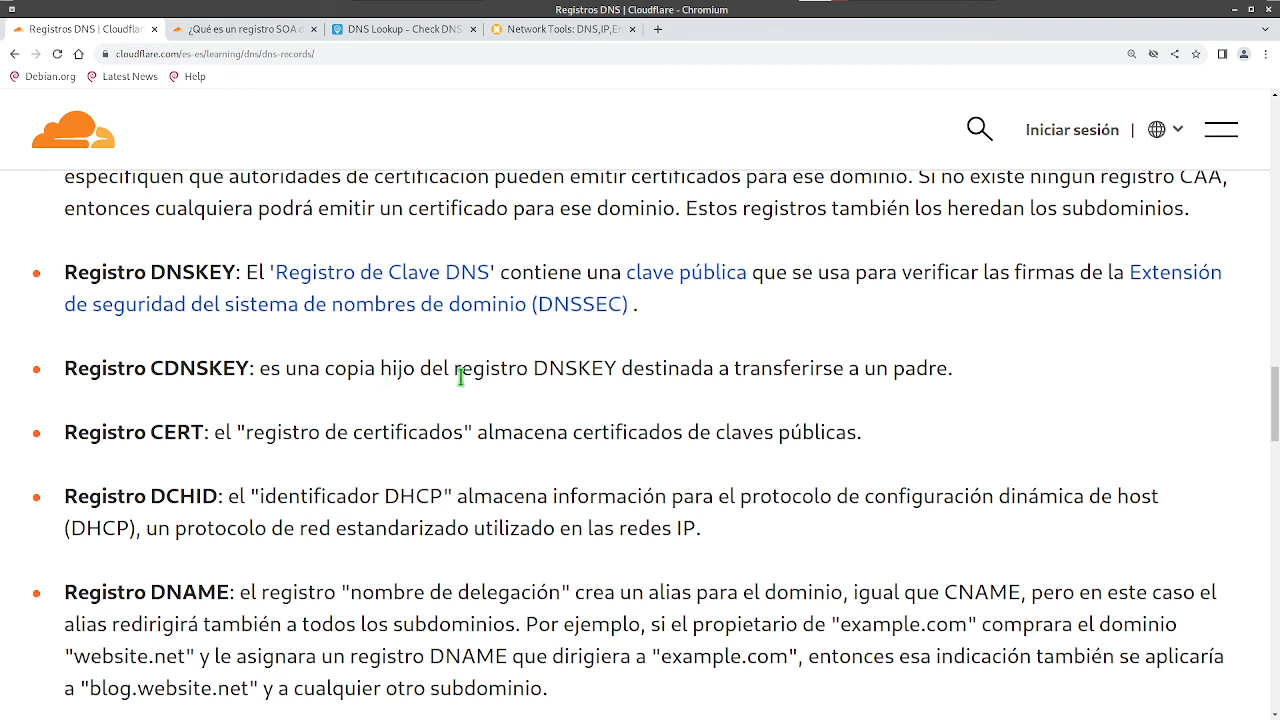 Registros DNS | Cloudflare - Chromium
Registros DNS | Cloudflar
¿Qué es un registro SOA d
DNS Lookup - Check DNS
Network Tools: DNS,IP,Em
cloudflare.com/es-es/learning/dns/dns-records/
Debian.org
Latest News
Help
Iniciar sesión |
especifiquen qué autoridades de certificación pueden emitir certificados para ese dominio. Si no existe ningún registro CAA,
entonces cualquiera podrá emitir un certificado para ese dominio. Estos registros también los heredan los subdominios.
Registro DNSKEY: El 'Registro de Clave DNS' contiene una clave pública que se usa para verificar las firmas de la Extensión
de seguridad del sistema de nombres de dominio (DNSSEC) .
Registro CDNSKEY: es una copia hijo del registro DNSKEY destinada a transferirse a un padre.
Registro CERT: el "registro de certificados" almacena certificados de claves públicas.
Registro DCHID: el "identificador DHCP" almacena información para el protocolo de configuración dinámica de host
(DHCP), un protocolo de red estandarizado utilizado en las redes IP.
Registro DNAME: el registro "nombre de delegación" crea un alias para el dominio, igual que CNAME, pero en este caso el
alias redirigirá también a todos los subdominios. Por ejemplo, si el propietario de "example.com" comprara el dominio
"website.net" y le asignara un registro DNAME que dirigiera a "example.com", entonces esa indicación también se aplicaría
a "blog.website.net" y a cualquier otro subdominio.